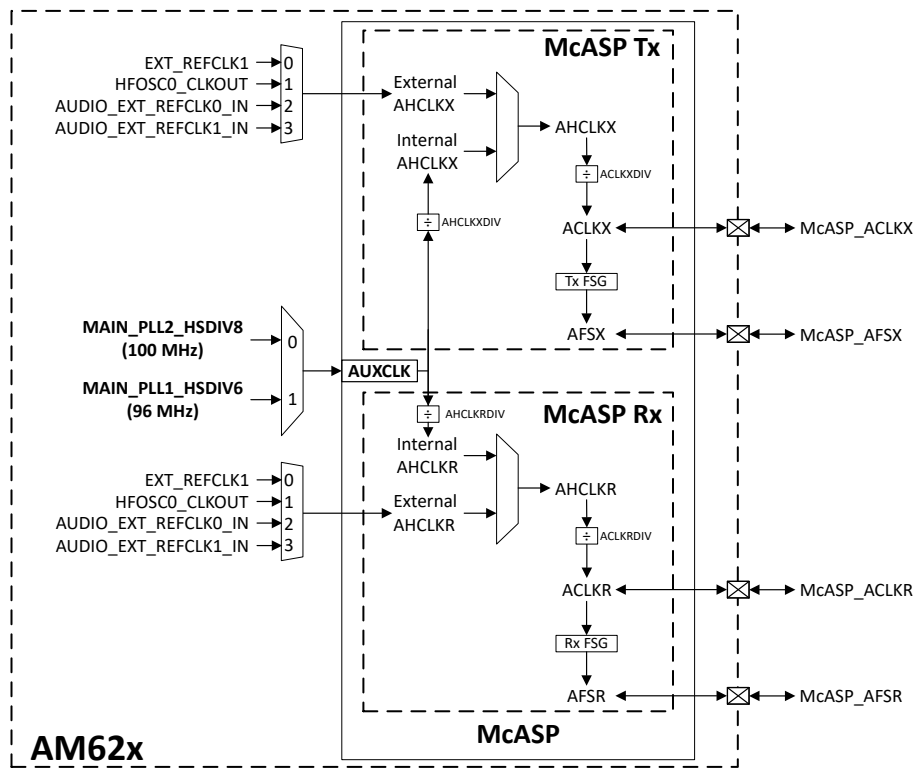 McASP Tx
EXT_REFCLK1
0
HFOSC0_CLKOUT
1
AUDIO_EXT_REFCLK0_IN
2
AUDIO_EXT_REFCLK1_IN
3
External
AHCLKX
Internal
AHCLKX
AHCLKX
÷
ACLKXDIV
÷
AHCLKXDIV
ACLKX
McASP_ACLKX
Tx FSG
AFSX
McASP_AFSX
MAIN_PLL2_HSDIV8
(100 MHz)
0
MAIN_PLL1_HSDIV6
(96 MHz)
1
AUXCLK
÷
AHCLKRDIV
McASP Rx
Internal
AHCLKR
External
AHCLKR
EXT_REFCLK1
0
HFOSC0_CLKOUT
1
AUDIO_EXT_REFCLK0_IN
2
AUDIO_EXT_REFCLK1_IN
3
AHCLKR
÷
ACLKRDIV
ACLKR
McASP_ACLKR
Rx FSG
AFSR
McASP_AFSR
McASP
AM62x